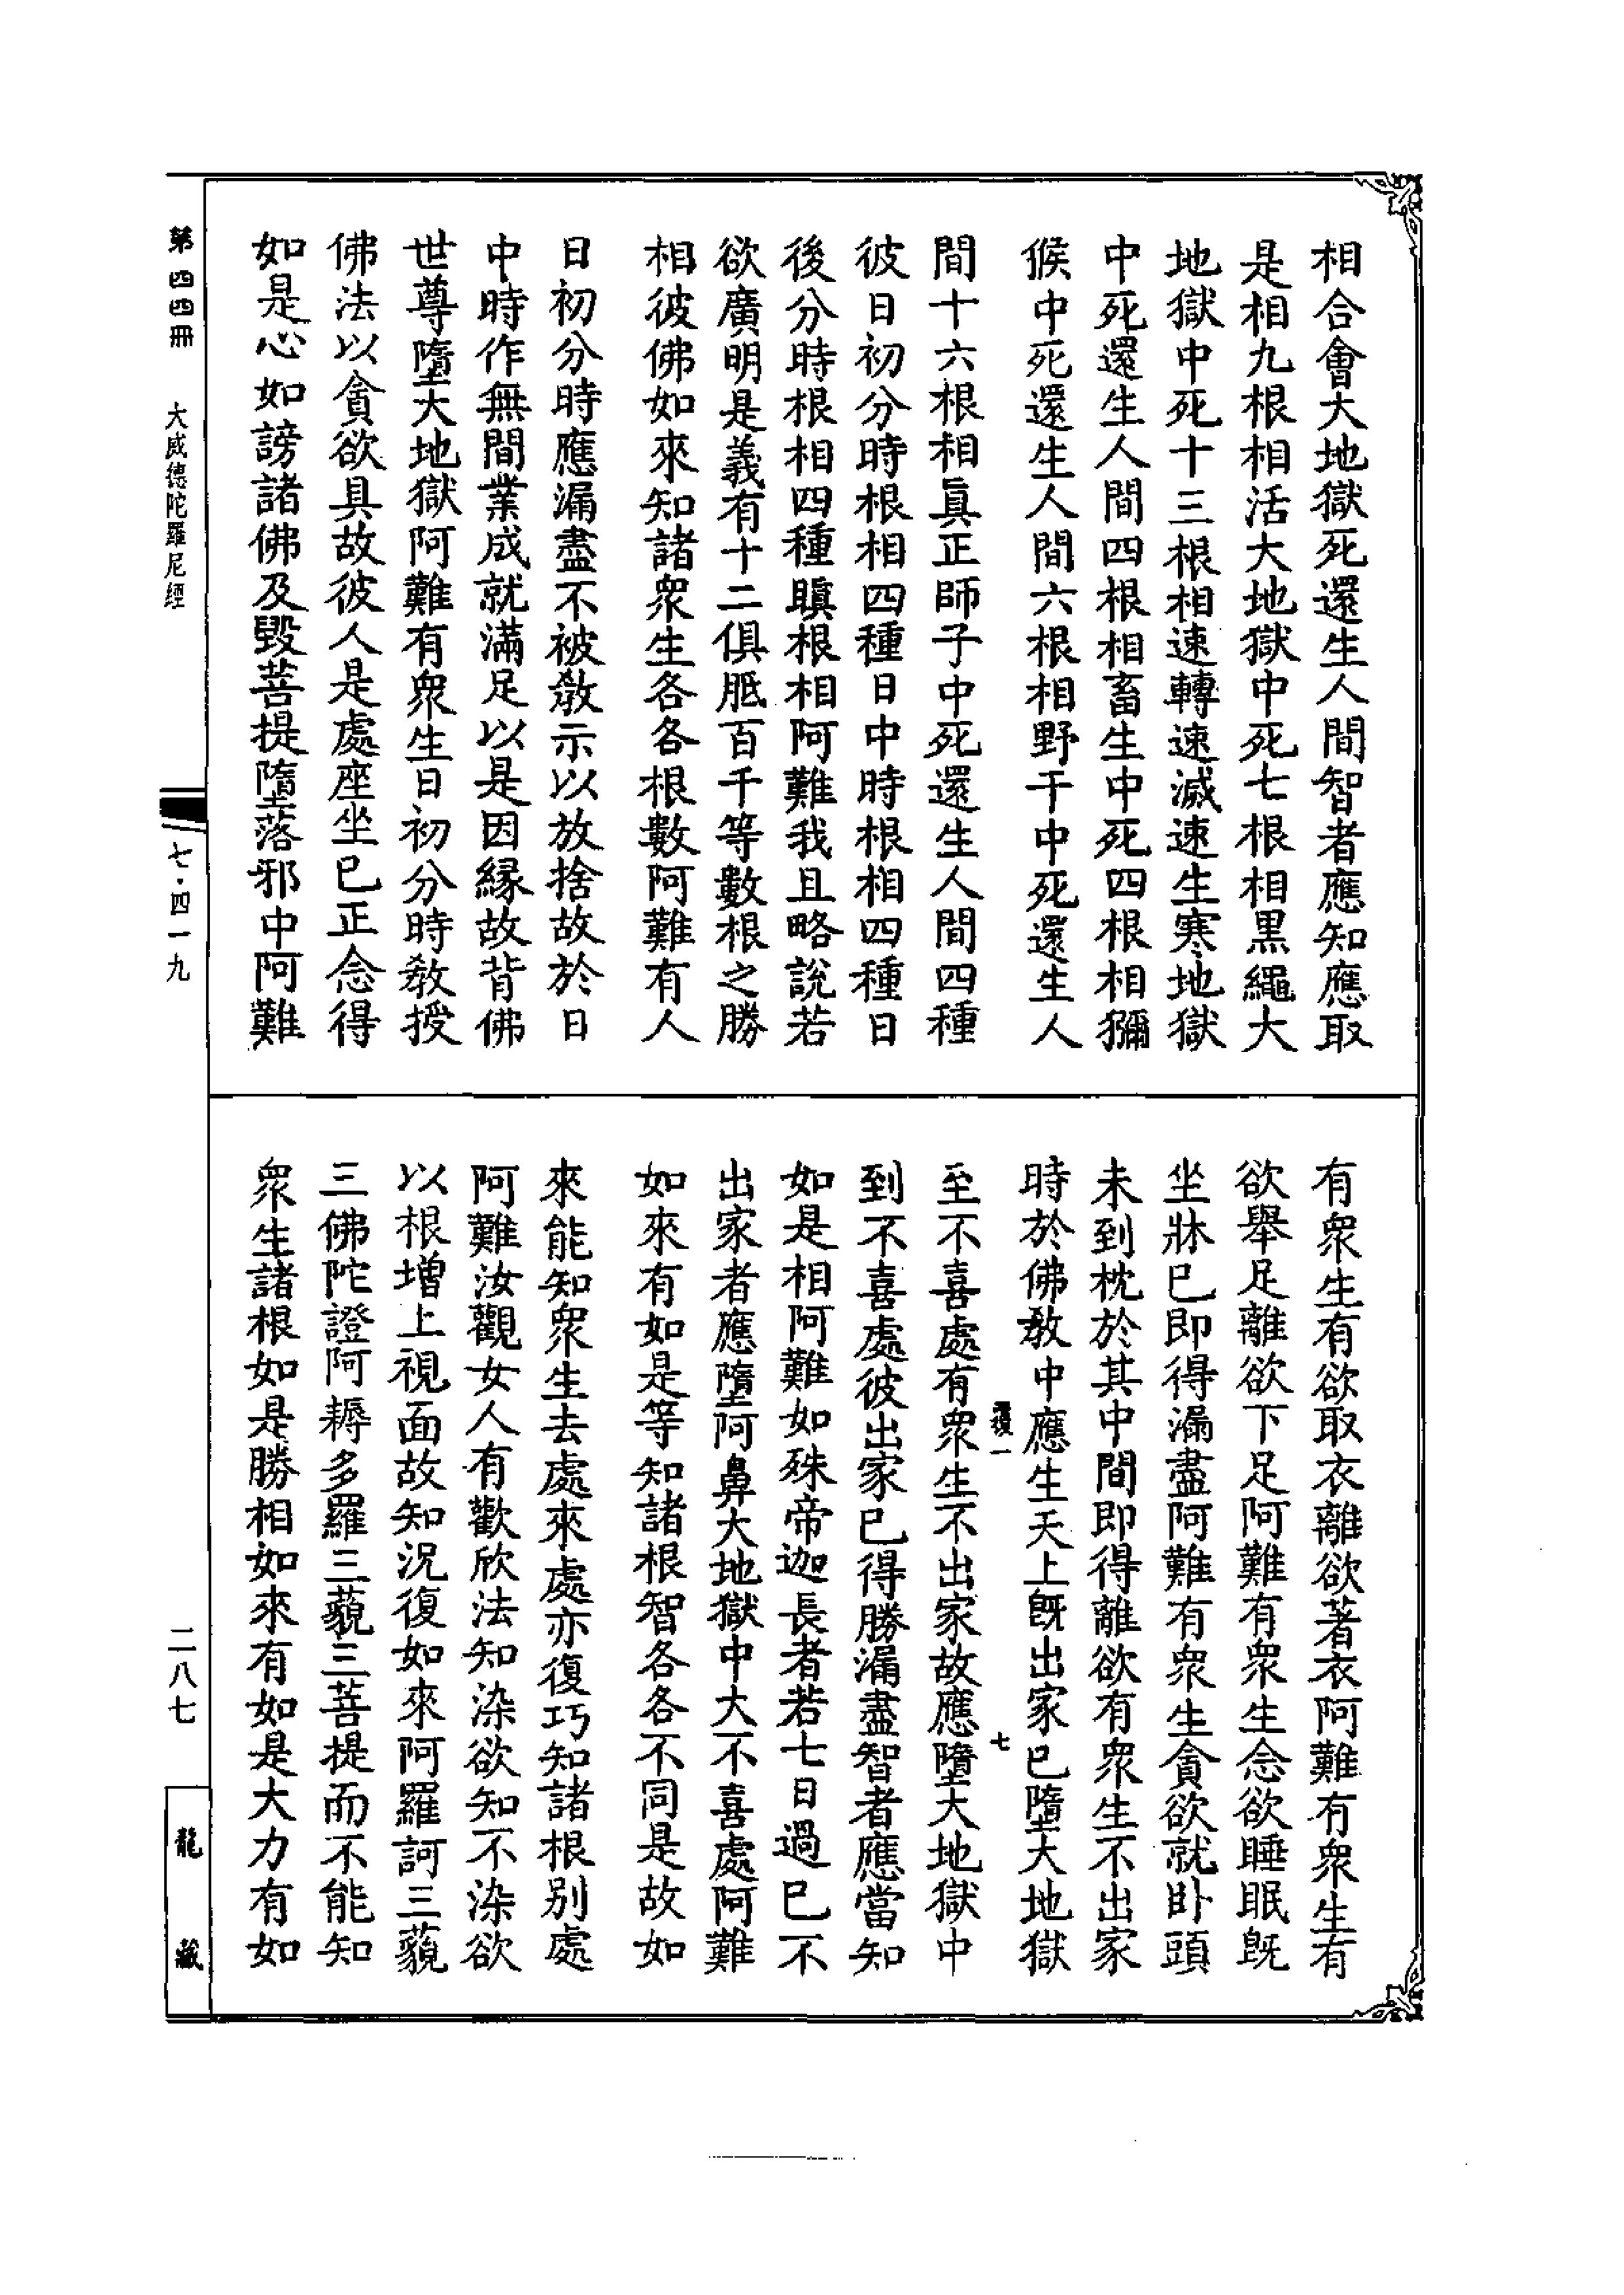 相合會大地獄死還生人間智者應知應取
是相九根相活大地獄中死七根相黑繩大
地獄中死十三根相速轉速滅速生寒地獄
中死還生人間四根相畜生中死四根相獼
猴中死還生人間六根相野干中死還生人
間十六根相真正師子中死還生人間四種
彼日初分時根相四種日中時根相四種日
後分時根相四種瞋根相阿難我且略說若
欲廣明是義有十二俱胝百千等數根之勝
相彼佛如來知諸眾生各各根數阿難有人
日初分時應漏盡不被教示以放捨故於日
中時作無間業成就滿足以是因緣故背佛
世尊墮大地獄阿難有眾生日初分時教授
佛法以貪欲具故彼人是處座坐已正念得
如是心如謗諸佛及毀菩提墮落邪中阿難
有眾生有欲取衣離欲著衣阿難有眾生有
欲舉足離欲下足阿難有眾生念欲睡眠既
坐牀已即得漏盡阿難有眾生貪欲就臥頭
未到枕於其中間即得離欲有眾生不出家
時於佛教中應生天上既出家已墮大地獄
七
至不喜處有眾生不出家故應墮大地獄中
到不喜處彼出家已得勝漏盡智者應當知
如是相阿難如殊帝迦長者若七日過已不
出家者應墮阿鼻大地獄中大不喜處阿難
如來有如是等知諸根智各各不同是故如
來能知眾生去處來處亦復巧知諸根別處
阿難汝觀女人有歡欣法知染欲知不染欲
以根增上視面故知況復如來阿羅訶三藐
三佛陀證阿耨多羅三藐三菩提而不能知
眾生諸根如是勝相如來有如是大力有如
第四四冊 大威德陀羅尼經
七·四一九
二八七
龍藏